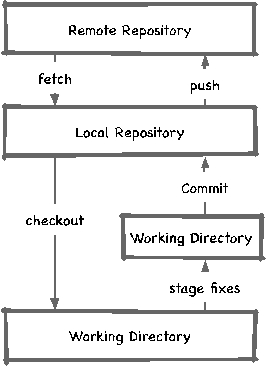 Remote Repository
fetch
push
Local Repository
Commit
checkout
Working Directory
stage fixes
Working Directory